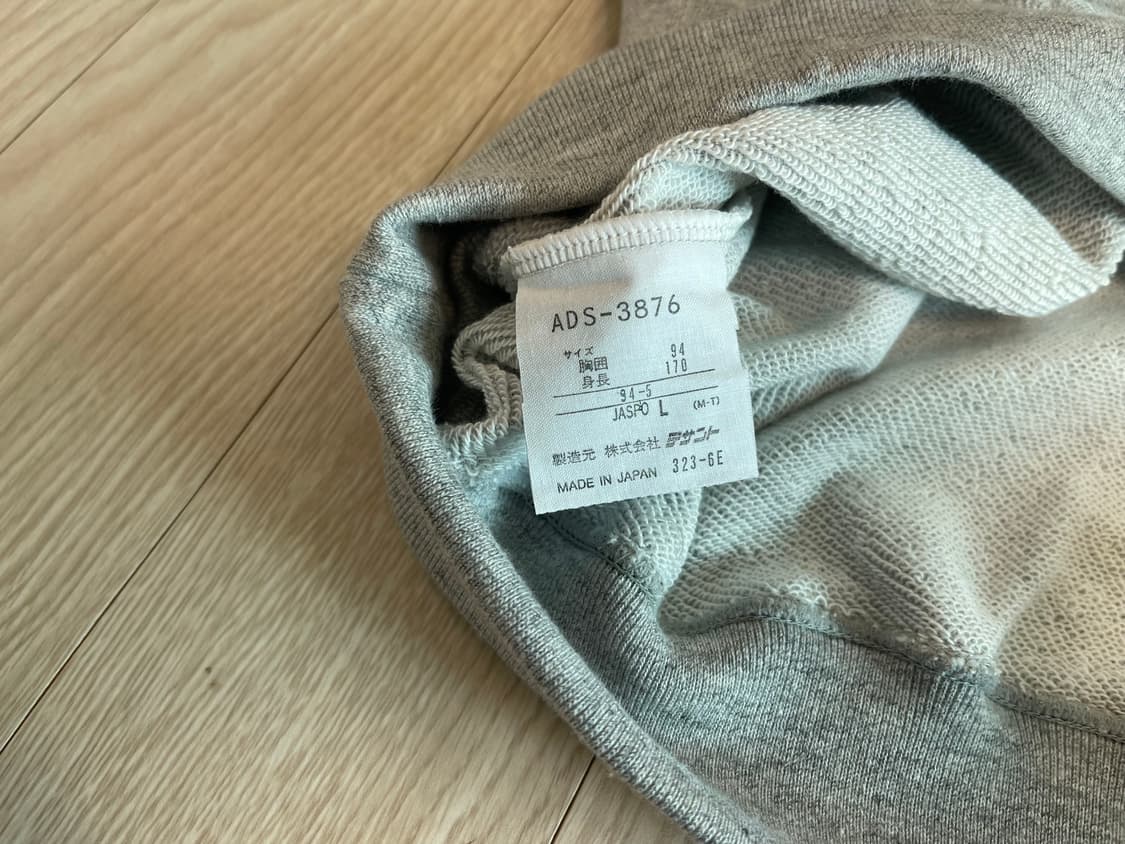 ADS-3876
サイズ
胸囲 94
身長 170
94-5
JASPO L (M-T)
製造元 株式会社 デサント
MADE IN JAPAN 323-6E